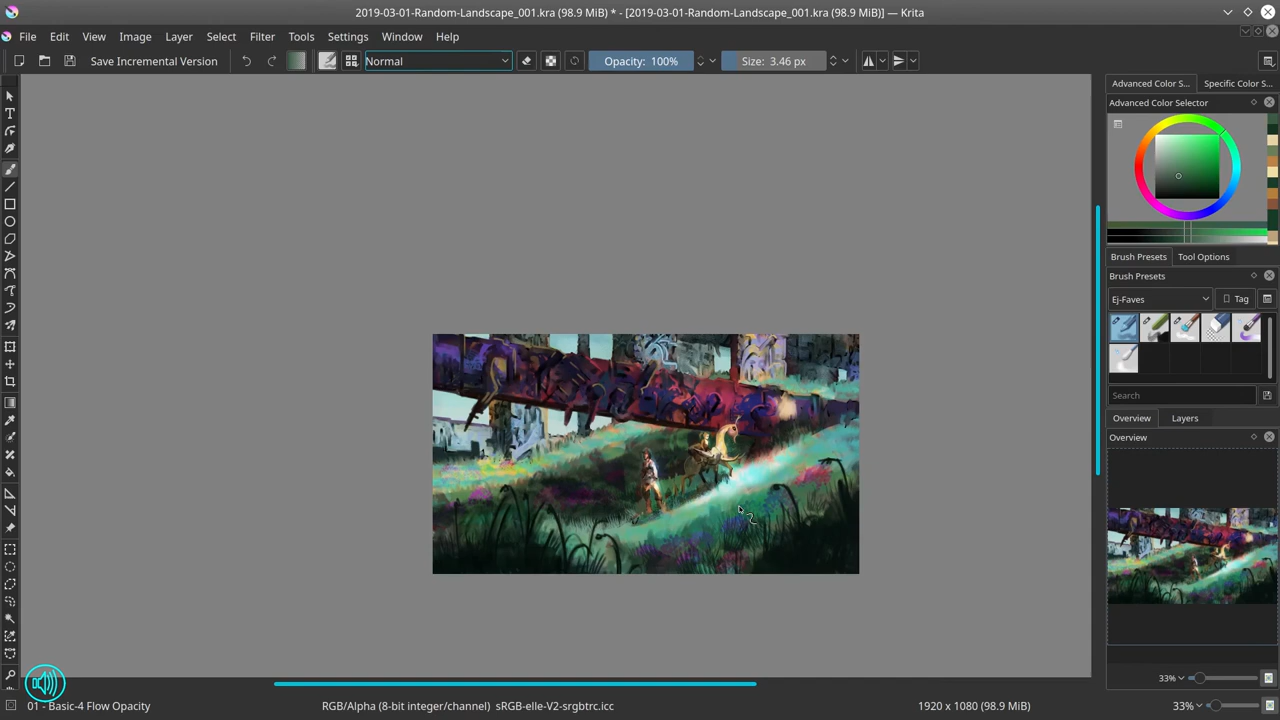 2019-03-01-Random-Landscape_001.kra (98.9 MiB) * - [2019-03-01-Random-Landscape_001.kra (98.9 MiB)] — Krita
File Edit View Image Layer Select Filter Tools Settings Window Help
Save Incremental Version Normal Opacity: 100% Size: 3.46 px
Advanced Color S... Specific Color S...
Advanced Color Selector
Brush Presets Tool Options
Brush Presets
Ej-Faves Tag
Search
Overview Layers
Overview
33%
01 - Basic-4 Flow Opacity RGB/Alpha (8-bit integer/channel) sRGB-elle-V2-srgbtrc.icc 1920 x 1080 (98.9 MiB) 33%